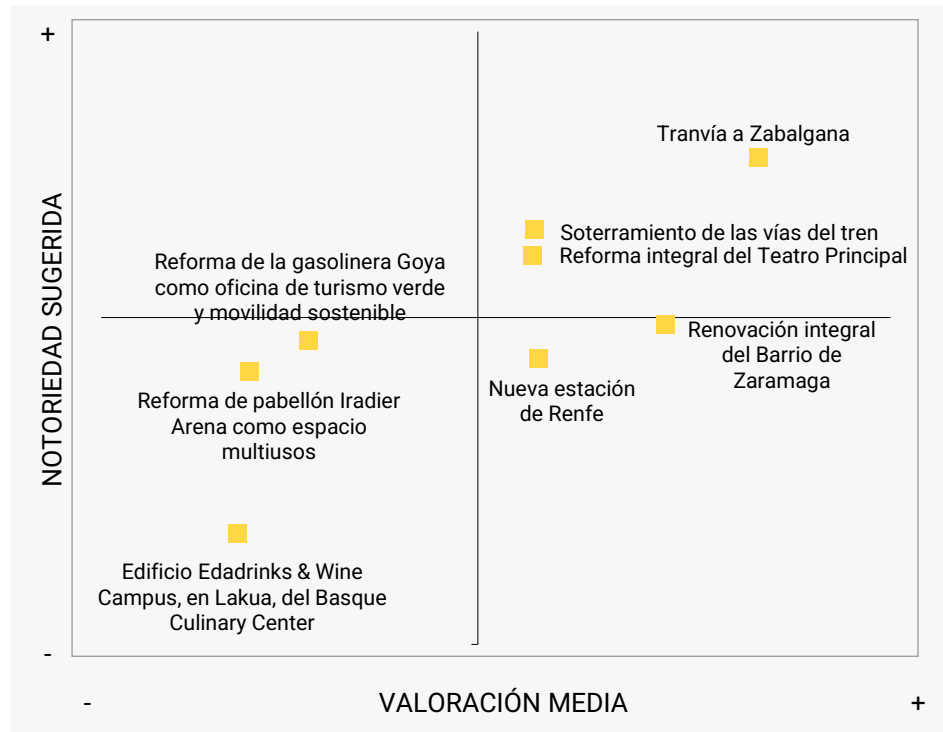 +
Tranvía a Zabalgana
Soterramiento de las vías del tren
Reforma integral del Teatro Principal
Reforma de la gasolinera Goya
como oficina de turismo verde
y movilidad sostenible
Renovación integral
del Barrio de
Zaramaga
Nueva estación
de Renfe
Reforma de pabellón Iradier
Arena como espacio
multiusos
Edificio Edadrinks & Wine
Campus, en Lakua, del Basque
Culinary Center
NOTORIEDAD SUGERIDA
-
-
VALORACIÓN MEDIA
+